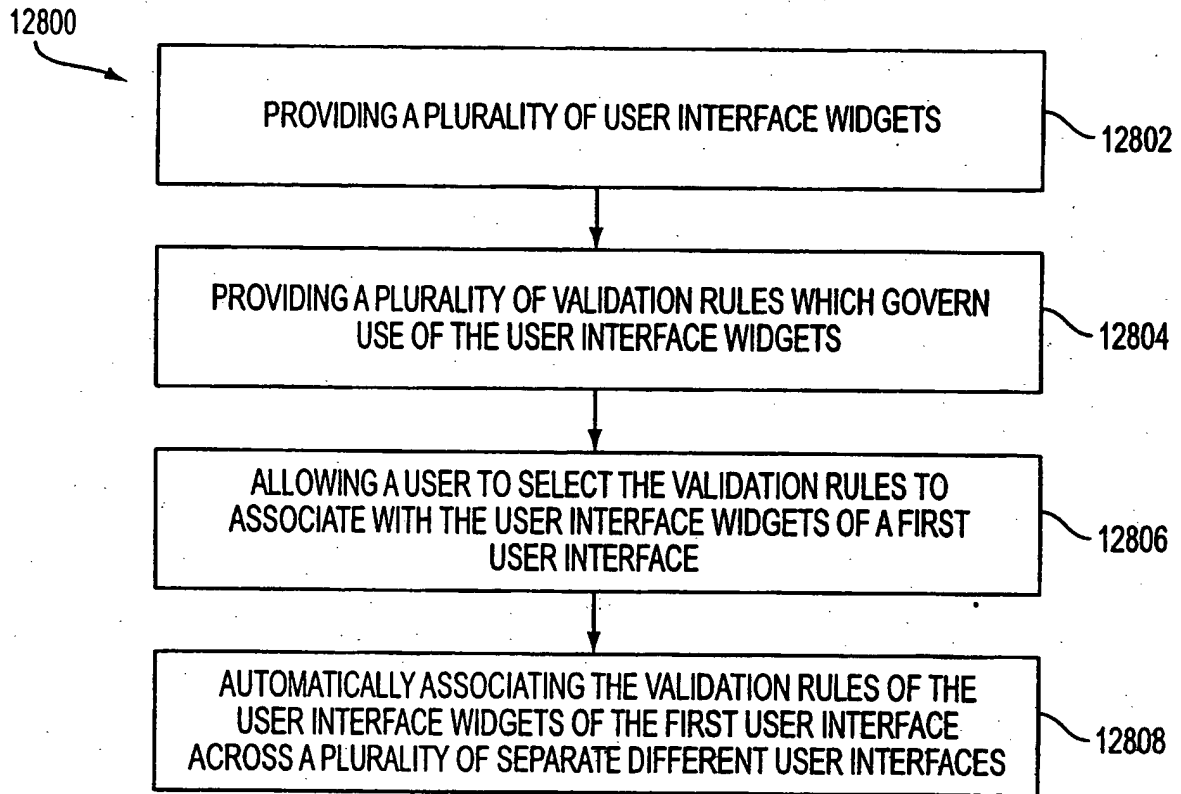 12800
PROVIDING A PLURALITY OF USER INTERFACE WIDGETS
12802
PROVIDING A PLURALITY OF VALIDATION RULES WHICH GOVERN
USE OF THE USER INTERFACE WIDGETS
12804
ALLOWING A USER TO SELECT THE VALIDATION RULES TO
ASSOCIATE WITH THE USER INTERFACE WIDGETS OF A FIRST
USER INTERFACE
12806
AUTOMATICALLY ASSOCIATING THE VALIDATION RULES OF THE
USER INTERFACE WIDGETS OF THE FIRST USER INTERFACE
ACROSS A PLURALITY OF SEPARATE DIFFERENT USER INTERFACES
12808